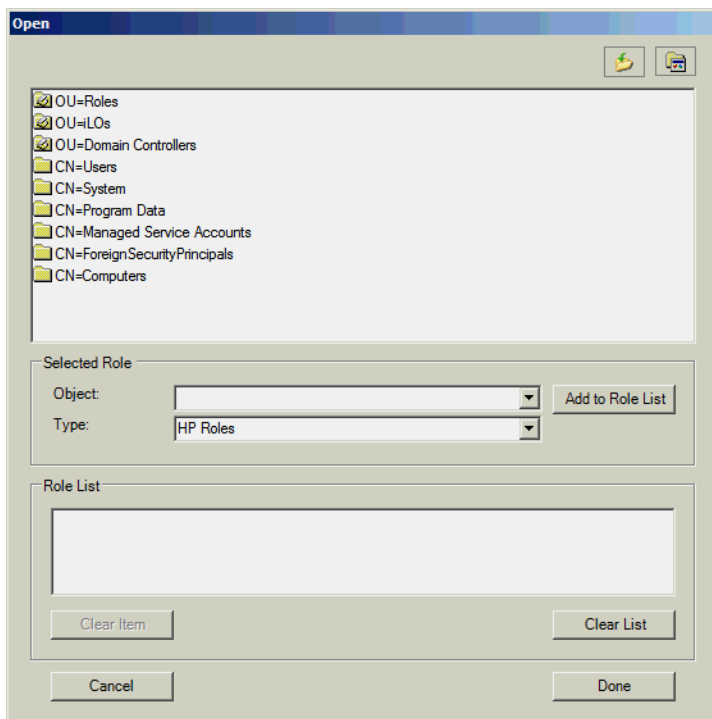 Open
OU=Roles
OU=iLOs
OU=Domain Controllers
CN=Users
CN=System
CN=Program Data
CN=Managed Service Accounts
CN=ForeignSecurityPrincipals
CN=Computers
Selected Role
Object:
Add to Role List
Type:
HP Roles
Role List
Clear Item
Clear List
Cancel
Done